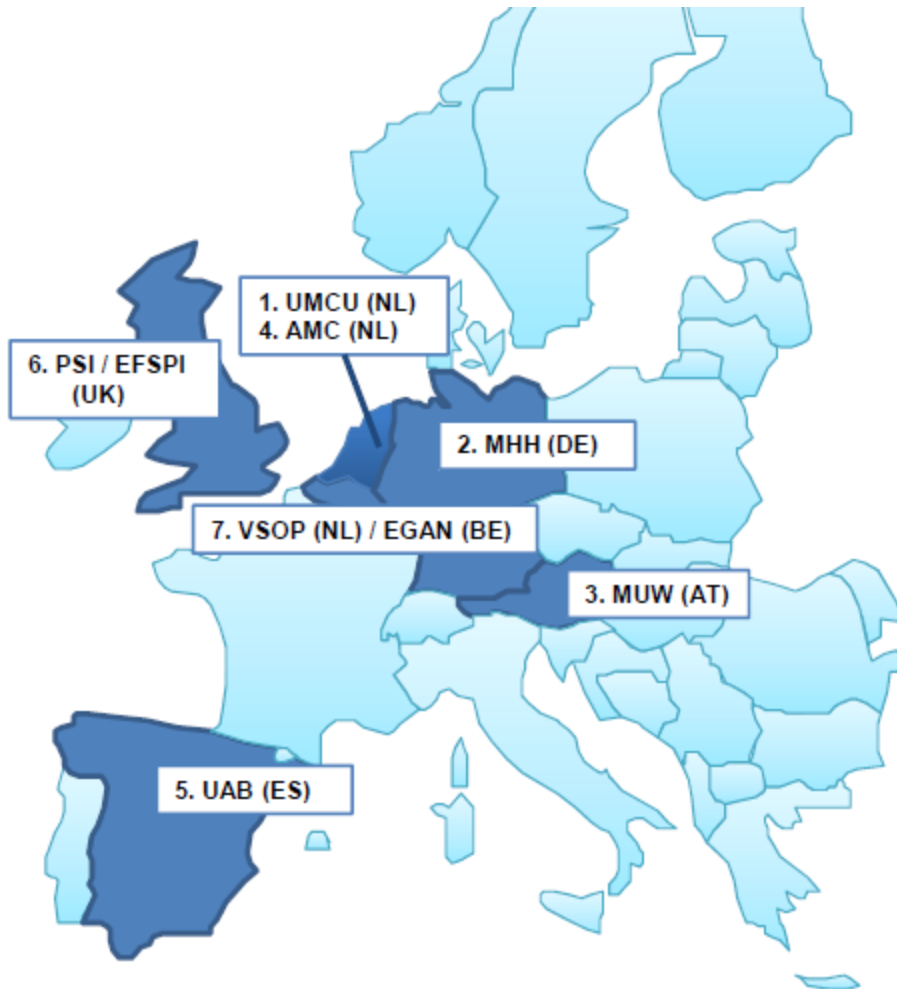 1. UMCU (NL)
4. AMC (NL)
6. PSI / EFSPI
(UK)
2. MHH (DE)
7. VSOP (NL) / EGAN (BE)
3. MUW (AT)
5. UAB (ES)